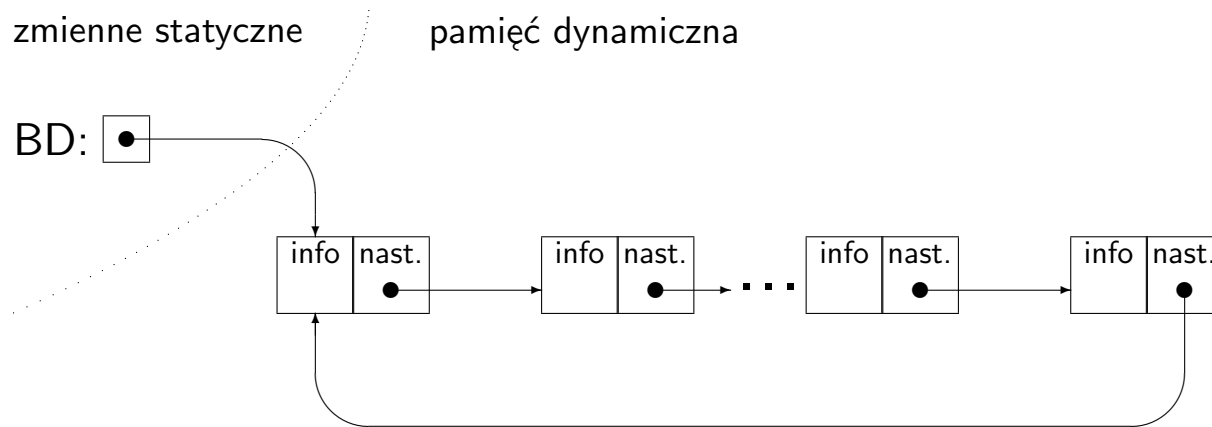 zmienne statyczne pamięć dynamiczna
BD:
info nast. info nast. ... info nast. info nast.